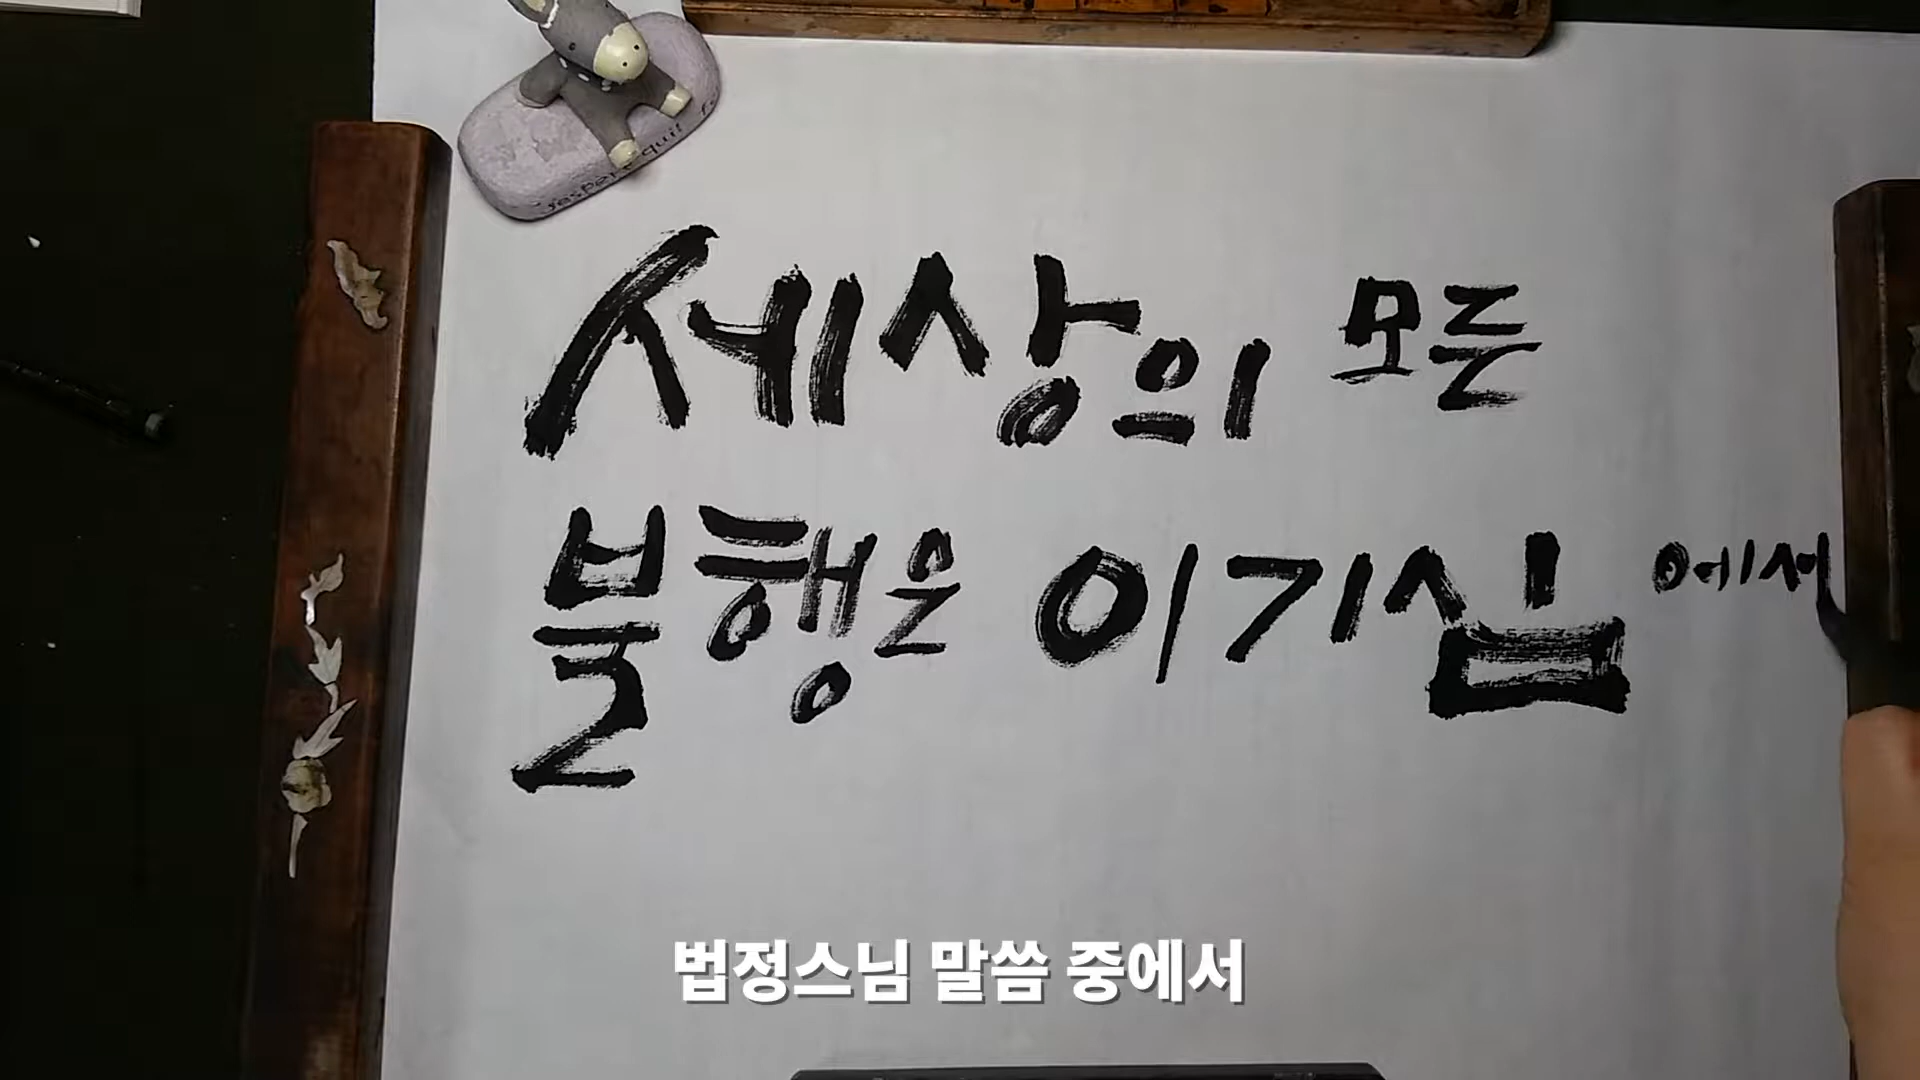 세상의 모든
불행은 이기심에서
법정스님 말씀 중에서